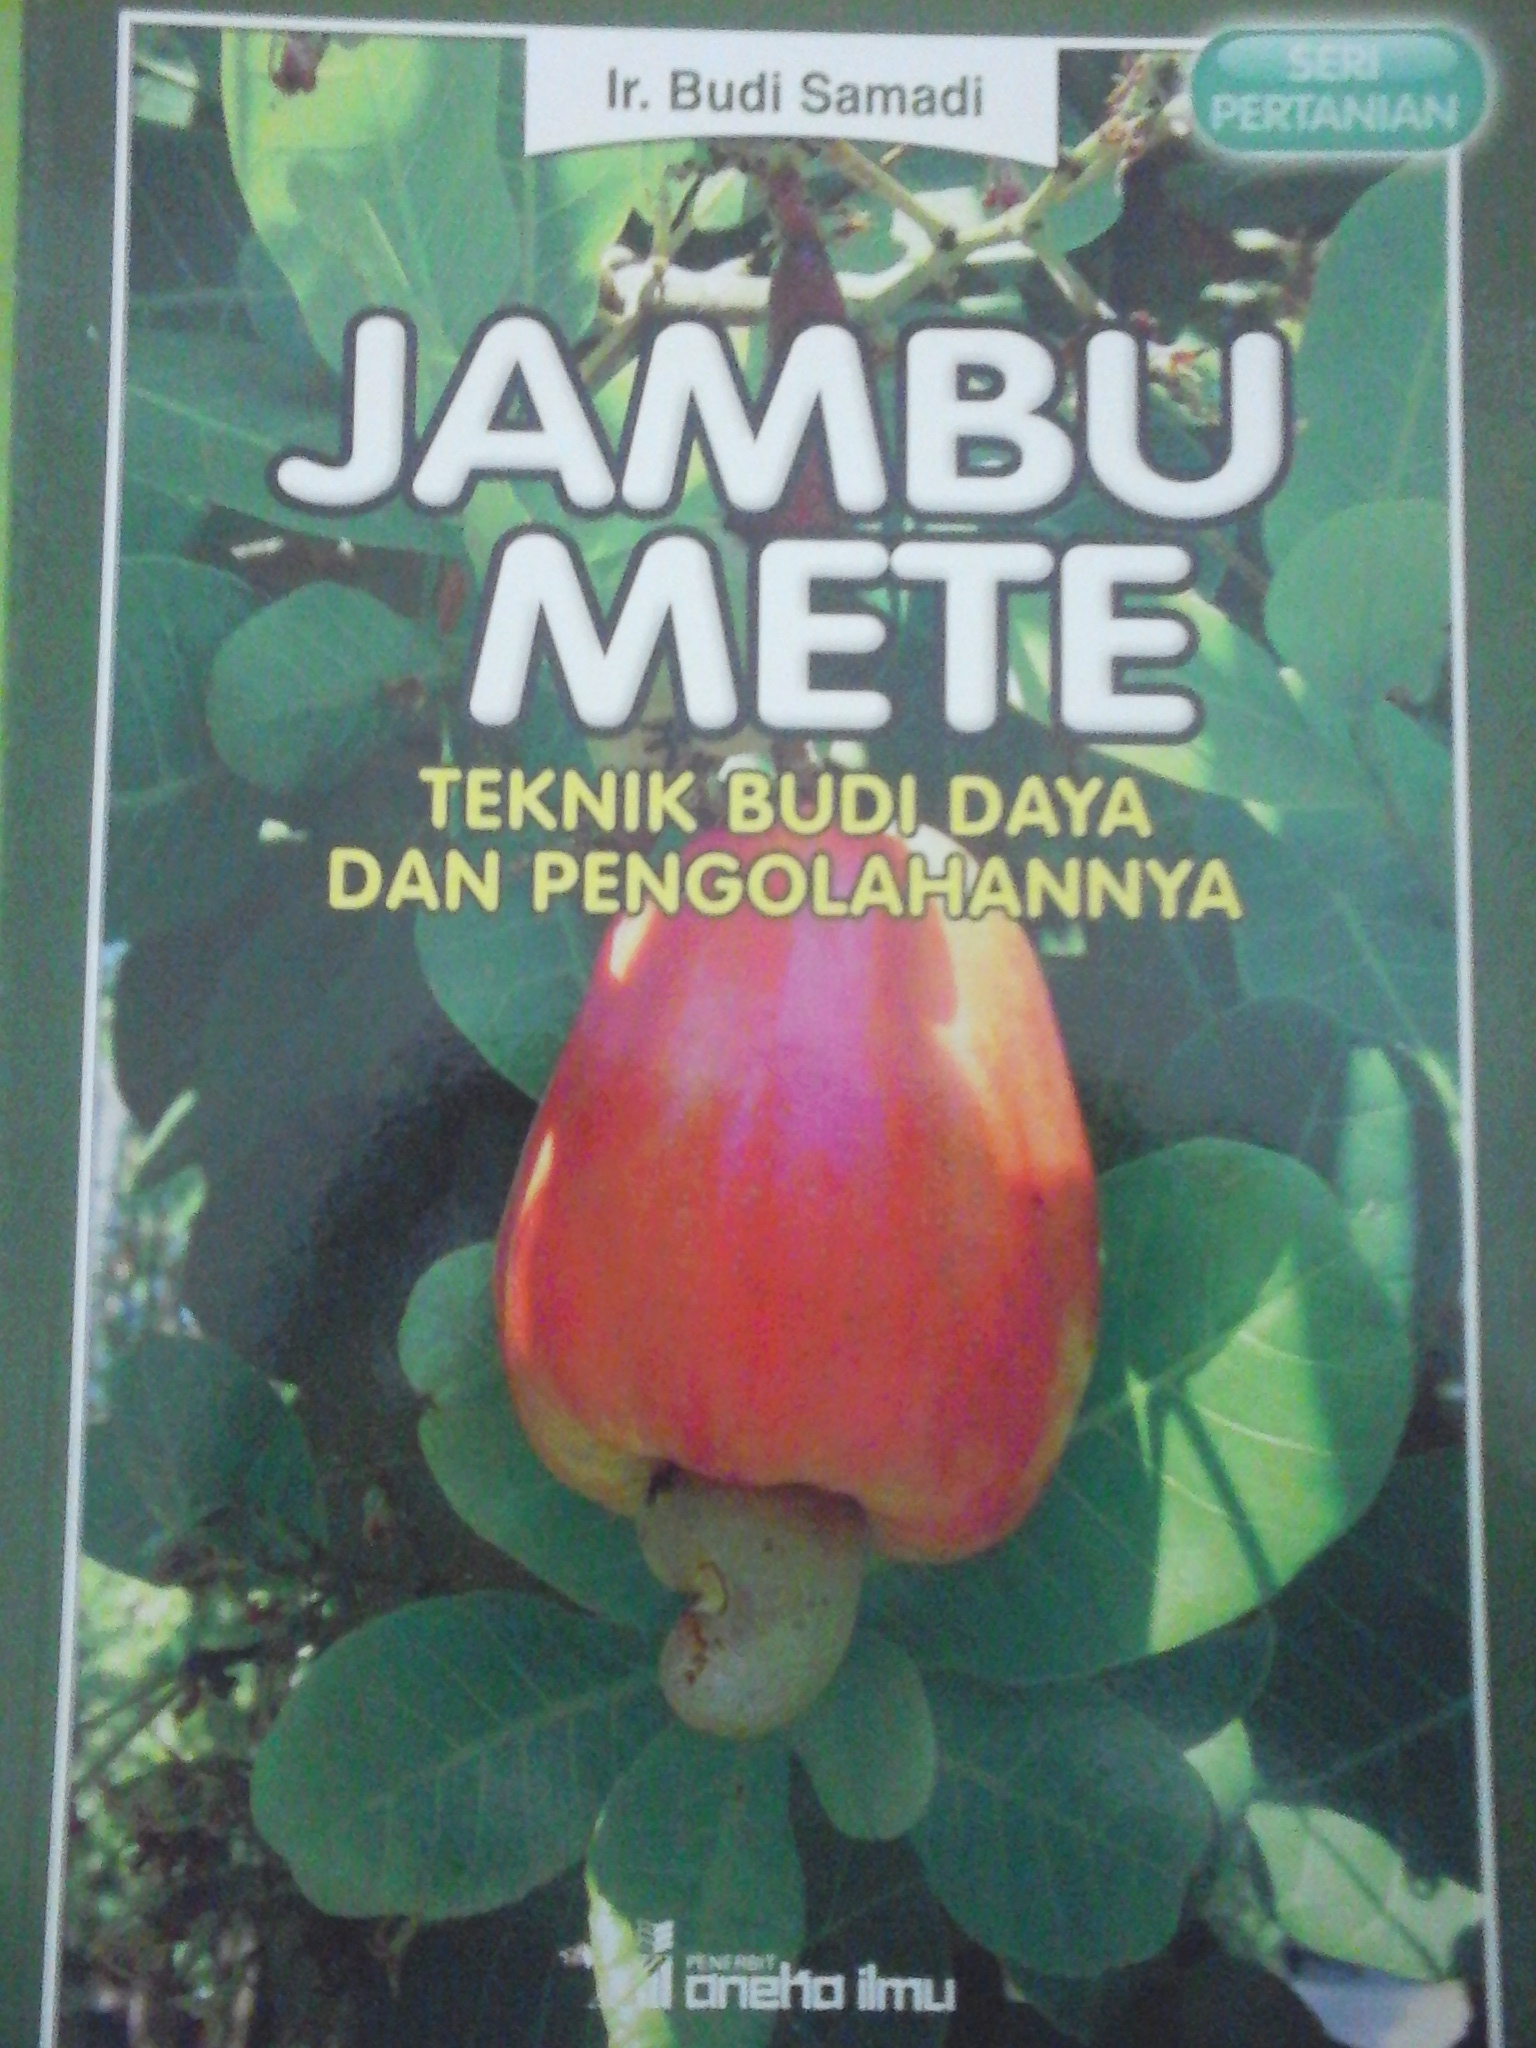 Ir. Budi Samadi
SERI
PERTANIAN
JAMBU
METE
TEKNIK BUDI DAYA
DAN PENGOLAHANNYA
PENERBIT
aneka ilmu